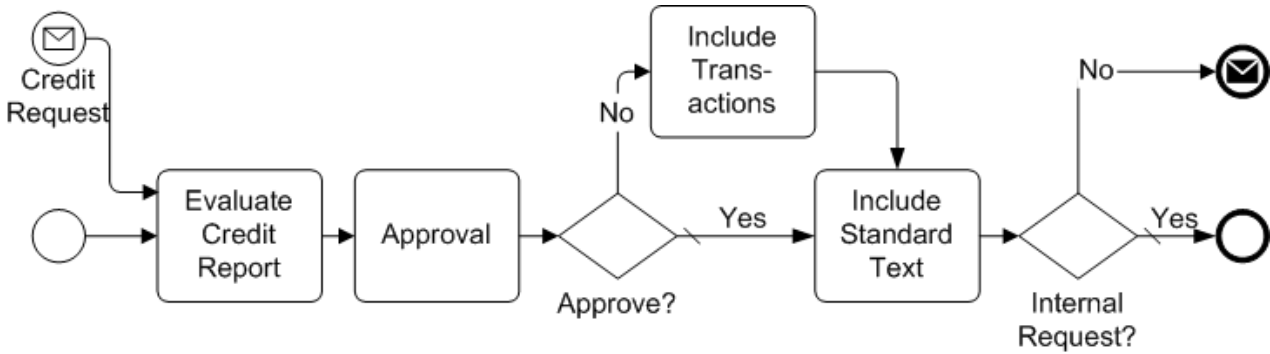 Credit
Request
Evaluate
Credit
Report
Approval
Approve?
No
Yes
Include
Trans-
actions
Include
Standard
Text
Internal
Request?
No
Yes